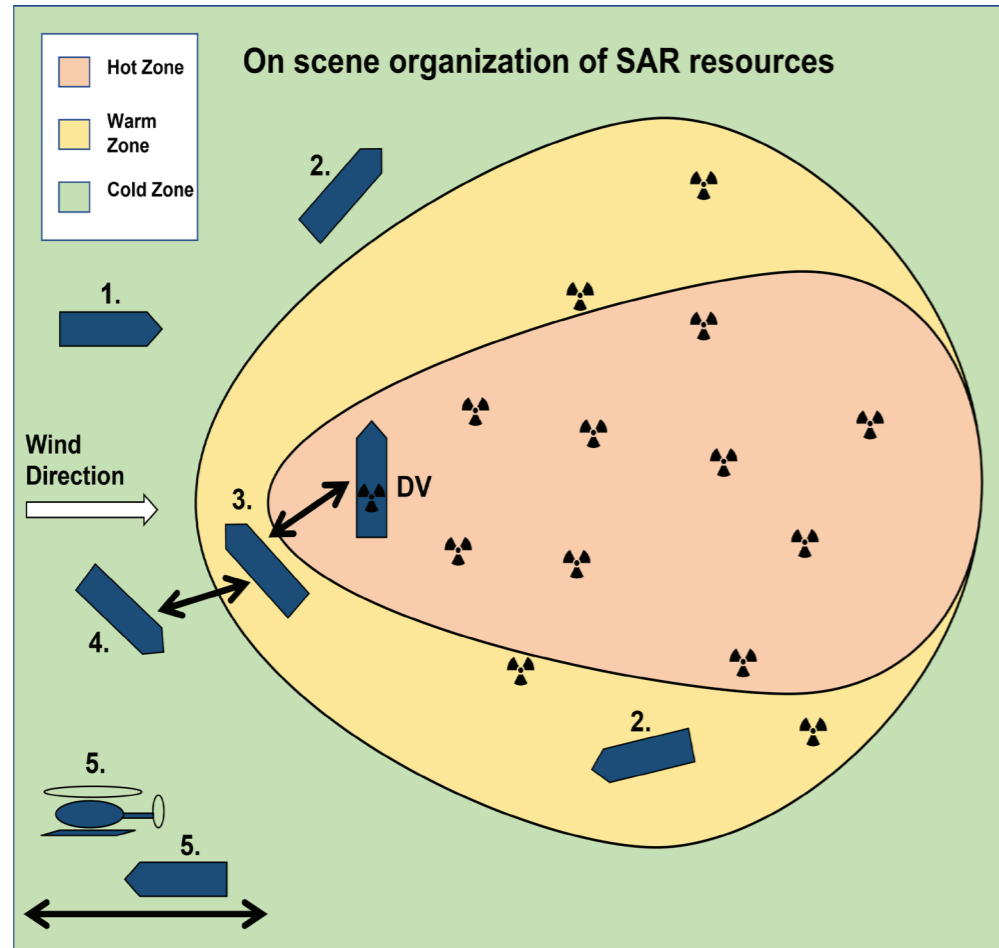 On scene organization of SAR resources
Hot Zone
Warm
Zone
Cold Zone
2.
1.
Wind
Direction
3.
DV
4.
2.
5.
5.